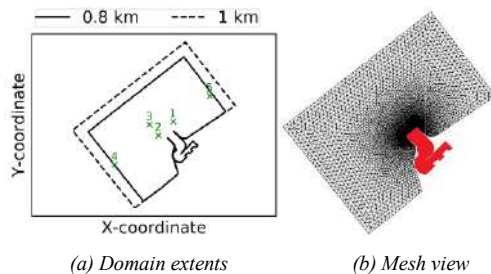 0.8 km 1 km
Y-coordinate
5
3 1
2
4
X-coordinate
(a) Domain extents (b) Mesh view